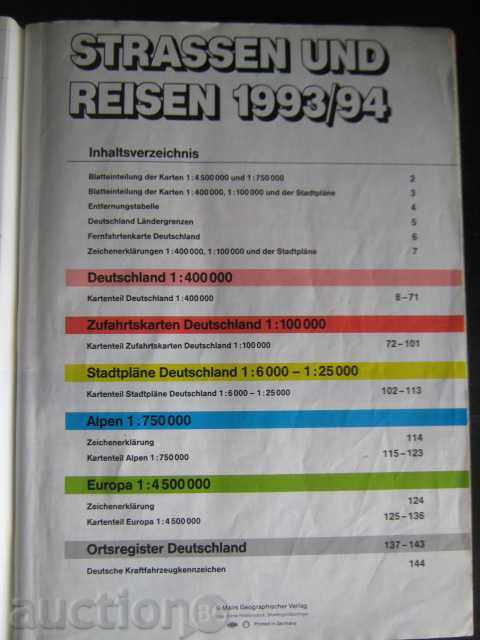 STRASSEN UND
REISEN 1993/94
Inhaltsverzeichnis
Blatteinteilung der Karten 1:4500000 und 1:750000 2
Blatteinteilung der Karten 1:400000, 1:100000 und der Stadtpläne 3
Entfernungstabelle 4
Deutschland Ländergrenzen 5
Fernfahrtenkarte Deutschland 6
Zeichenerklärungen 1:400000, 1:100000 und der Stadtpläne 7
Deutschland 1:400000
Kartenteil Deutschland 1:400000 8–71
Zufahrtskarten Deutschland 1:100000
Kartenteil Zufahrtskarten Deutschland 1:100000 72–101
Stadtpläne Deutschland 1:6000 – 1:25000
Kartenteil Stadtpläne Deutschland 1:6000 – 1:25000 102–113
Alpen 1:750000
Zeichenerklärung 114
Kartenteil Alpen 1:750000 115–123
Europa 1:4500000
Zeichenerklärung 124
Kartenteil Europa 1:4500000 125–136
Ortsregister Deutschland 137–143
Deutsche Kraftfahrzeugkennzeichen 144
© Mairs Geographischer Verlag
Printed in Germany
auction